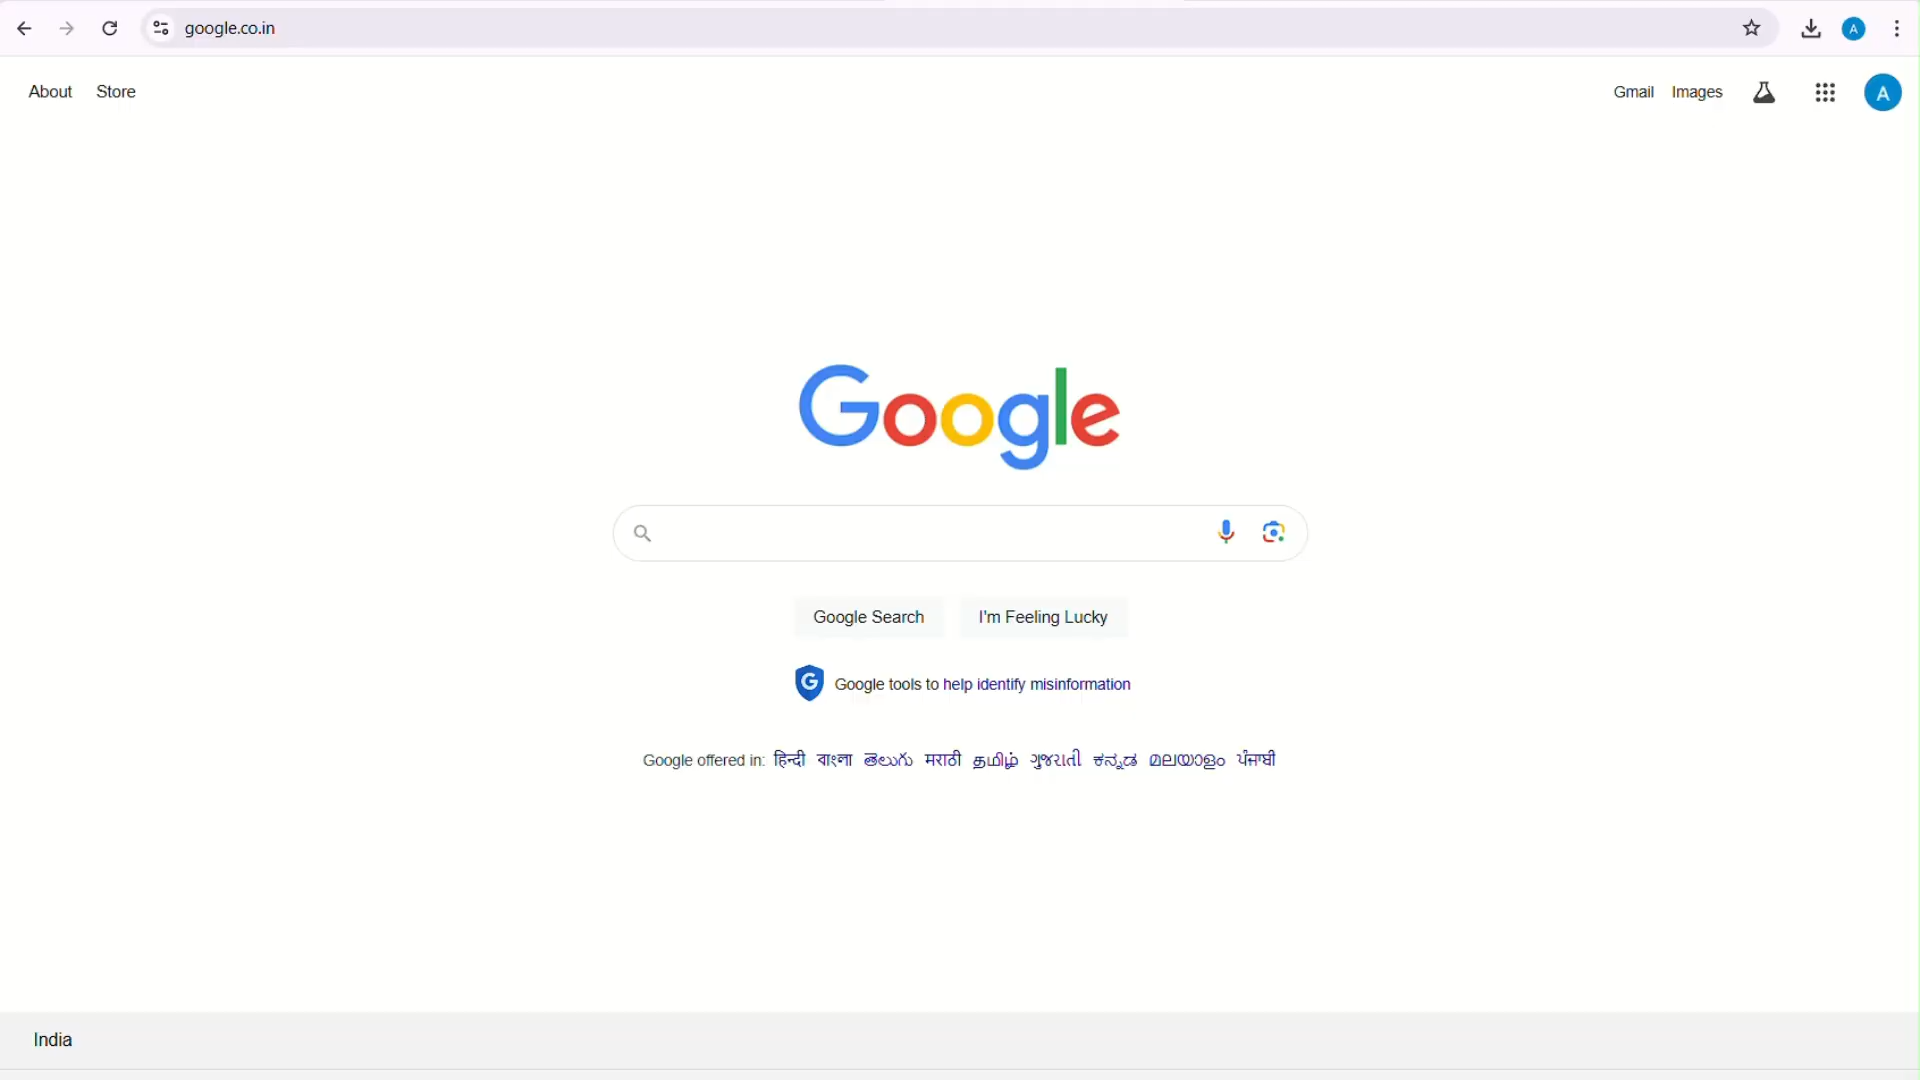 google.co.in
A
About Store
Gmail Images
A
Google
Google Search I'm Feeling Lucky
G Google tools to help identify misinformation
Google offered in: हिन्दी বাংলা తెలుగు मराठी தமிழ் ગુજરાતી ಕನ್ನಡ മലയാളം ਪੰਜਾਬੀ
India